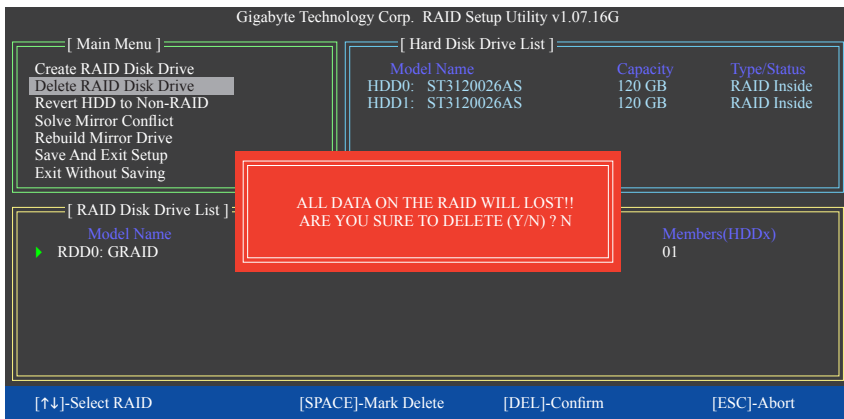 Gigabyte Technology Corp. RAID Setup Utility v1.07.16G
[ Main Menu ]
Create RAID Disk Drive
Delete RAID Disk Drive
Revert HDD to Non-RAID
Solve Mirror Conflict
Rebuild Mirror Drive
Save And Exit Setup
Exit Without Saving
[ Hard Disk Drive List ]
Model Name Capacity Type/Status
HDD0: ST3120026AS 120 GB RAID Inside
HDD1: ST3120026AS 120 GB RAID Inside
ALL DATA ON THE RAID WILL LOST!!
ARE YOU SURE TO DELETE (Y/N) ? N
[ RAID Disk Drive List ]
Model Name Members(HDDx)
RDD0: GRAID 01
[↑↓]-Select RAID [SPACE]-Mark Delete [DEL]-Confirm [ESC]-Abort